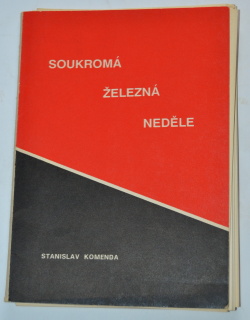 SOUKROMÁ
ŽELEZNÁ
NEDĚLE
STANISLAV KOMENDA